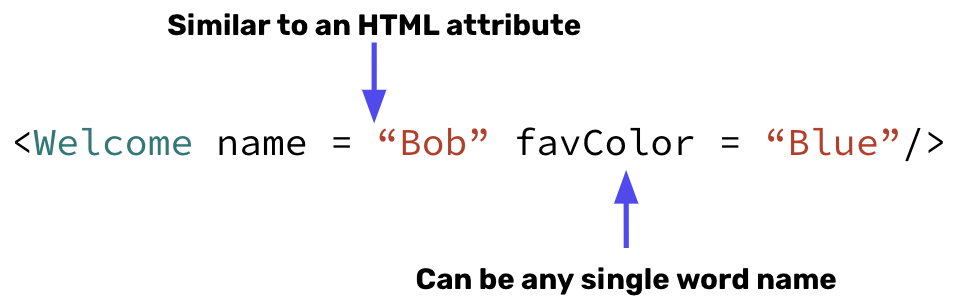 Similar to an HTML attribute
<Welcome name = “Bob” favColor = “Blue”/>
Can be any single word name